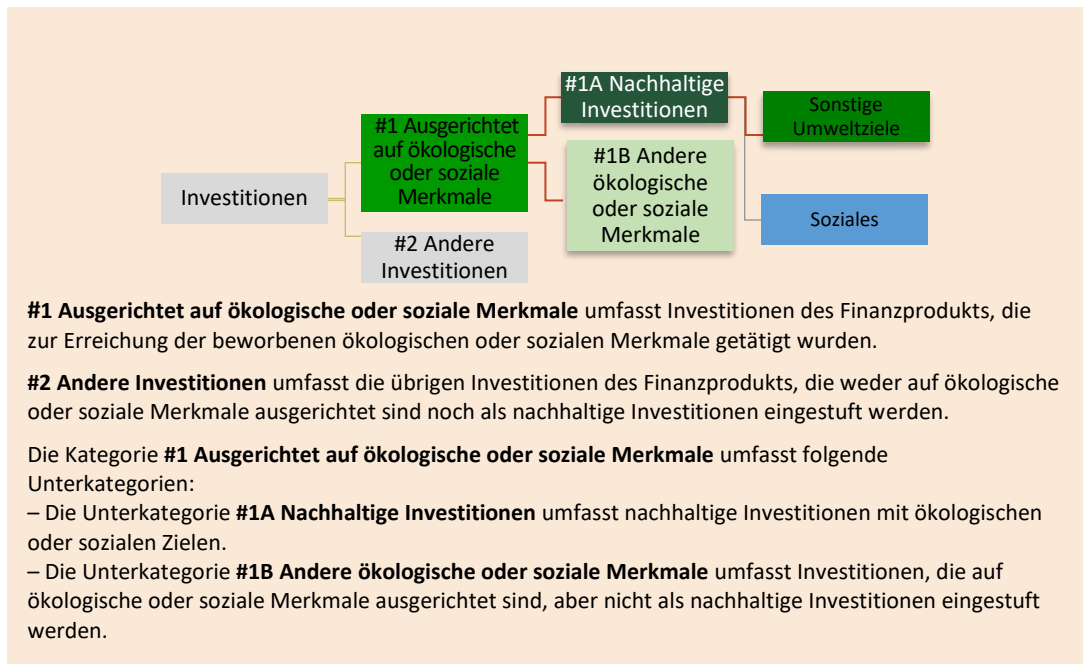 #1A Nachhaltige
Investitionen
Sonstige
Umweltziele
#1 Ausgerichtet
auf ökologische
oder soziale
Merkmale
#1B Andere
ökologische
oder soziale
Merkmale
Investitionen
Soziales
#2 Andere
Investitionen
#1 Ausgerichtet auf ökologische oder soziale Merkmale umfasst Investitionen des Finanzprodukts, die
zur Erreichung der beworbenen ökologischen oder sozialen Merkmale getätigt wurden.
#2 Andere Investitionen umfasst die übrigen Investitionen des Finanzprodukts, die weder auf ökologische
oder soziale Merkmale ausgerichtet sind noch als nachhaltige Investitionen eingestuft werden.
Die Kategorie #1 Ausgerichtet auf ökologische oder soziale Merkmale umfasst folgende
Unterkategorien:
– Die Unterkategorie #1A Nachhaltige Investitionen umfasst nachhaltige Investitionen mit ökologischen
oder sozialen Zielen.
– Die Unterkategorie #1B Andere ökologische oder soziale Merkmale umfasst Investitionen, die auf
ökologische oder soziale Merkmale ausgerichtet sind, aber nicht als nachhaltige Investitionen eingestuft
werden.